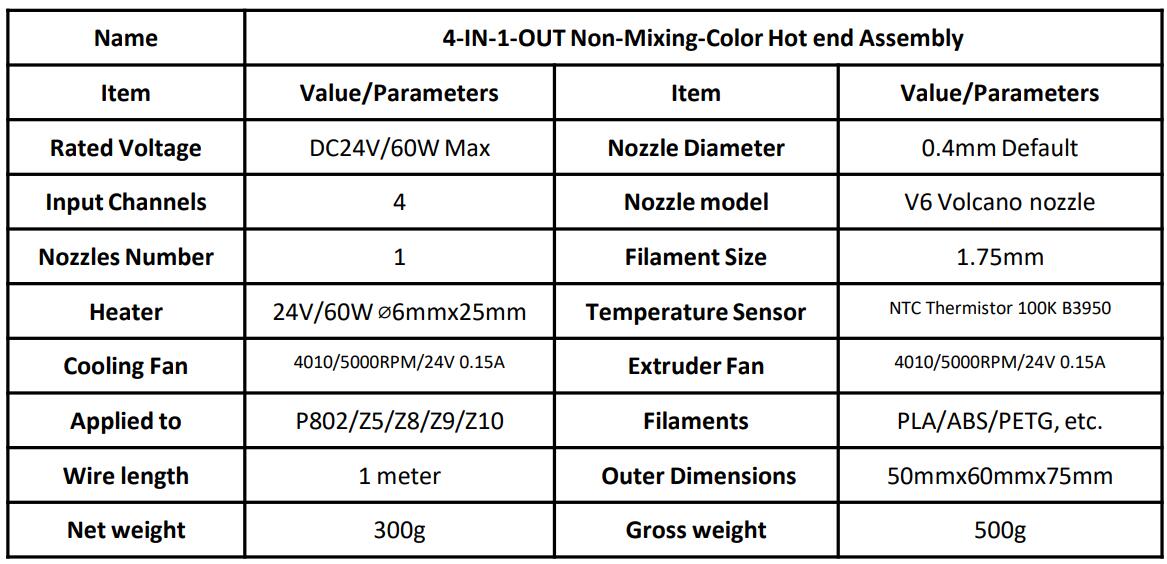 Name 4-IN-1-OUT Non-Mixing-Color Hot end Assembly
Item Value/Parameters Item Value/Parameters
Rated Voltage DC24V/60W Max Nozzle Diameter 0.4mm Default
Input Channels 4 Nozzle model V6 Volcano nozzle
Nozzles Number 1 Filament Size 1.75mm
Heater 24V/60W ∅6mmx25mm Temperature Sensor NTC Thermistor 100K B3950
Cooling Fan 4010/5000RPM/24V 0.15A Extruder Fan 4010/5000RPM/24V 0.15A
Applied to P802/Z5/Z8/Z9/Z10 Filaments PLA/ABS/PETG, etc.
Wire length 1 meter Outer Dimensions 50mmx60mmx75mm
Net weight 300g Gross weight 500g